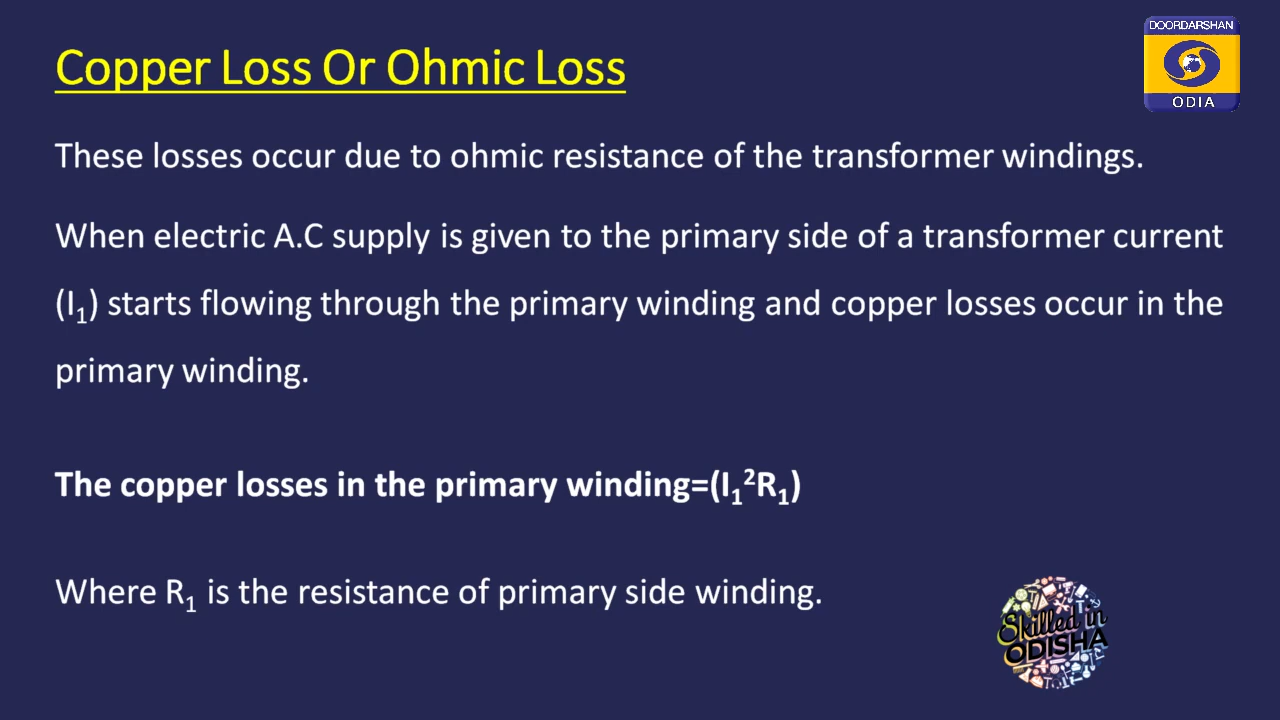 Copper Loss Or Ohmic Loss
DOORDARSHAN
ODIA
These losses occur due to ohmic resistance of the transformer windings.
When electric A.C supply is given to the primary side of a transformer current
(I₁) starts flowing through the primary winding and copper losses occur in the
primary winding.
The copper losses in the primary winding=(I₁²R₁)
Where R₁ is the resistance of primary side winding.
Skilled in
ODISHA